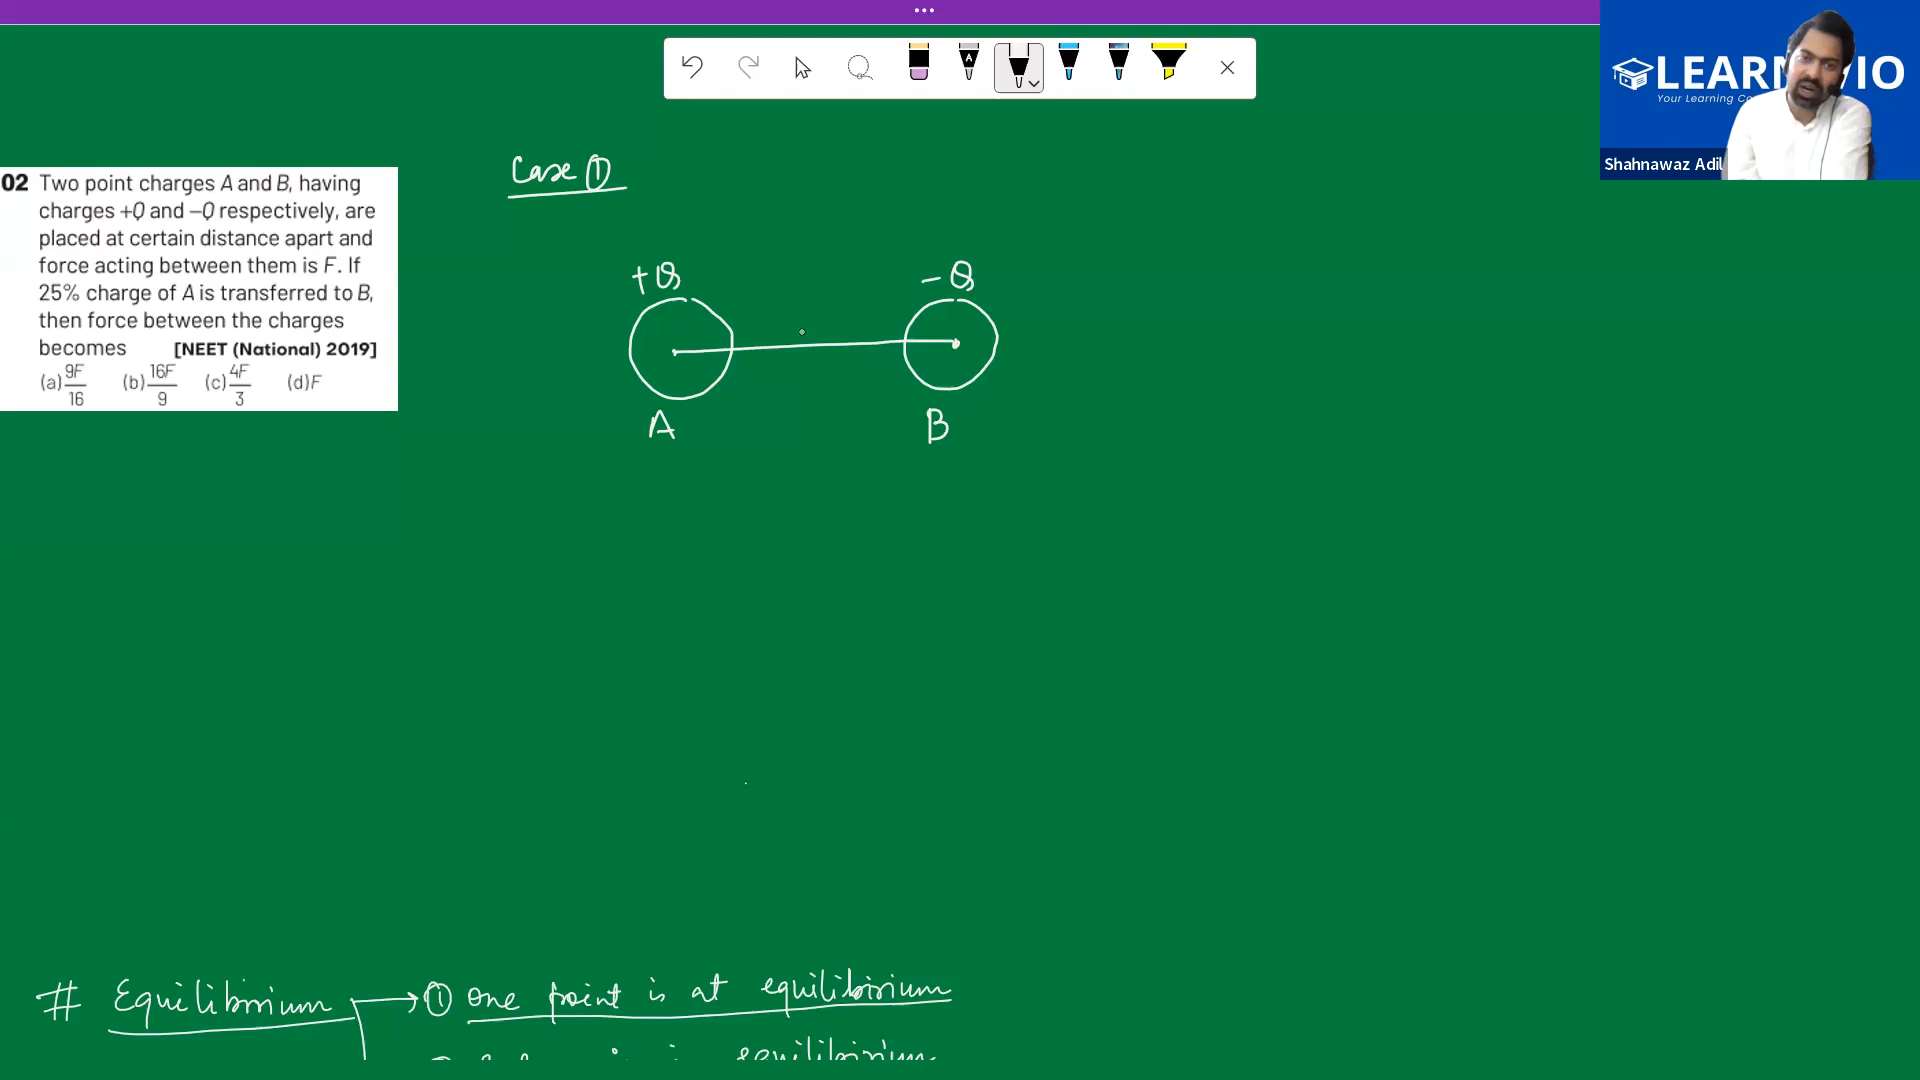 LEARN IO
Your Learning Co
Shahnawaz Adil
Case ①
02 Two point charges A and B, having
charges +Q and –Q respectively, are
placed at certain distance apart and
force acting between them is F. If
25% charge of A is transferred to B,
then force between the charges
becomes [NEET (National) 2019]
(a) 9F/16 (b) 16F/9 (c) 4F/3 (d) F
+Q – Q
A B
# Equilibrium → ① one point is at equilibrium
equilibrium